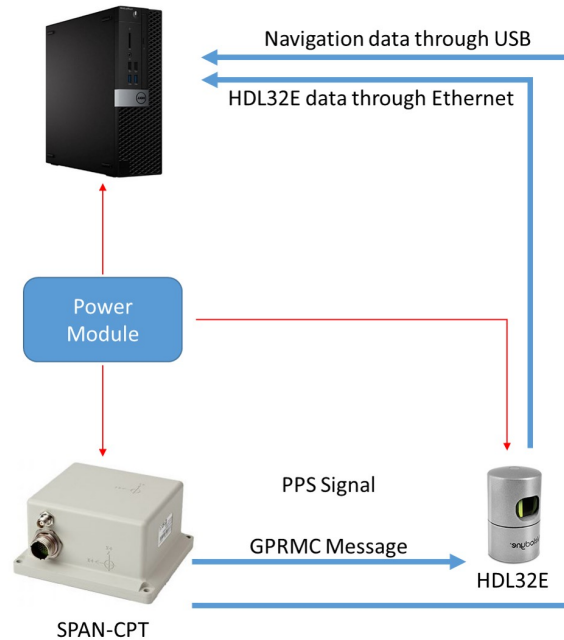 Navigation data through USB
HDL32E data through Ethernet
Power
Module
PPS Signal
GPRMC Message
HDL32E
SPAN-CPT